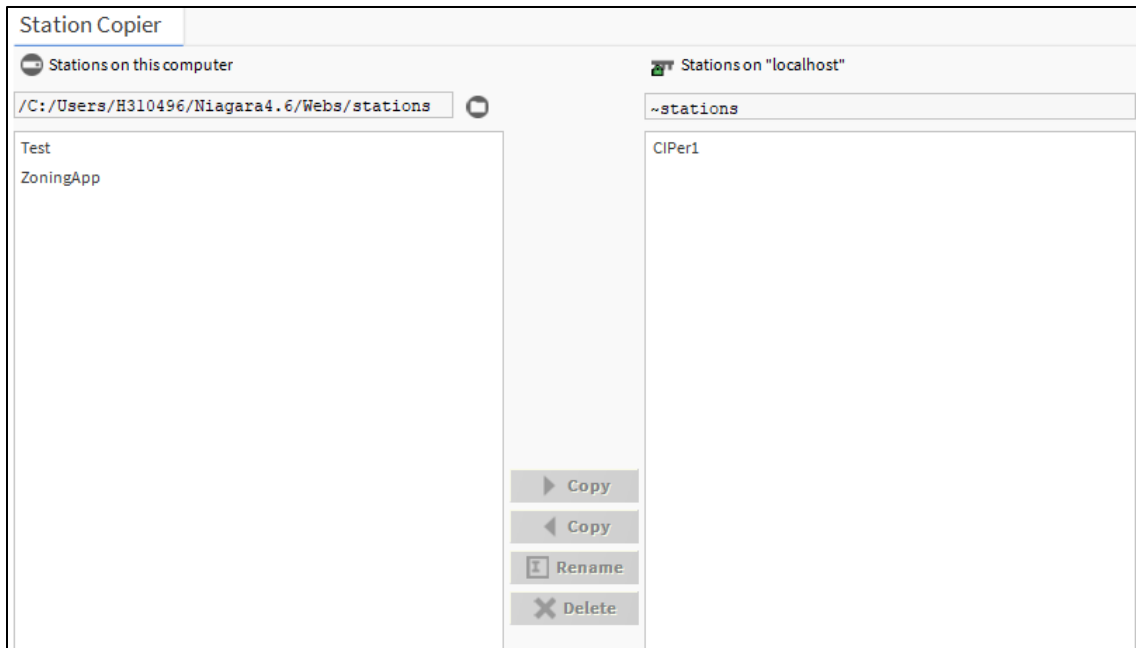 Station Copier
Stations on this computer
/C:/Users/H310496/Niagara4.6/Webs/stations
Test
ZoningApp
Copy
Copy
Rename
Delete
Stations on "localhost"
~stations
CIPer1